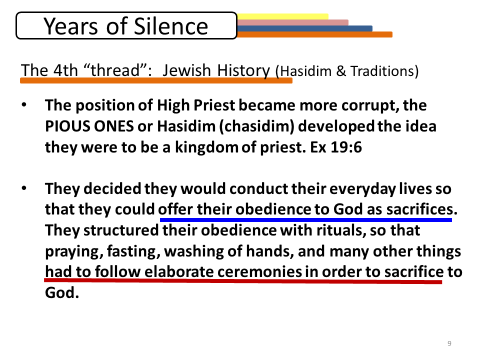 Years of Silence
The 4th “thread”: Jewish History (Hasidim & Traditions)
• The position of High Priest became more corrupt, the
PIOUS ONES or Hasidim (chasidim) developed the idea
they were to be a kingdom of priest. Ex 19:6
• They decided they would conduct their everyday lives so
that they could offer their obedience to God as sacrifices.
They structured their obedience with rituals, so that
praying, fasting, washing of hands, and many other things
had to follow elaborate ceremonies in order to sacrifice to
God.
9